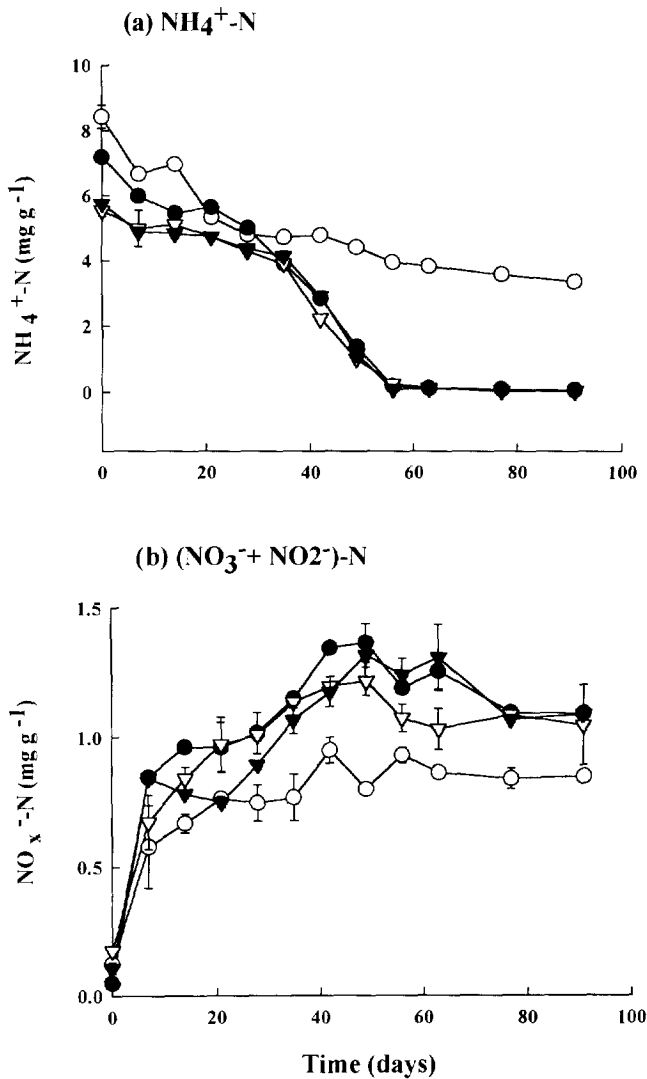 (a) NH4+-N
10
8
6
4
2
0
NH4+-N (mg g-1)
0 20 40 60 80 100
(b) (NO3-+ NO2-)-N
1.5
1.0
0.5
0.0
NOx--N (mg g-1)
0 20 40 60 80 100
Time (days)